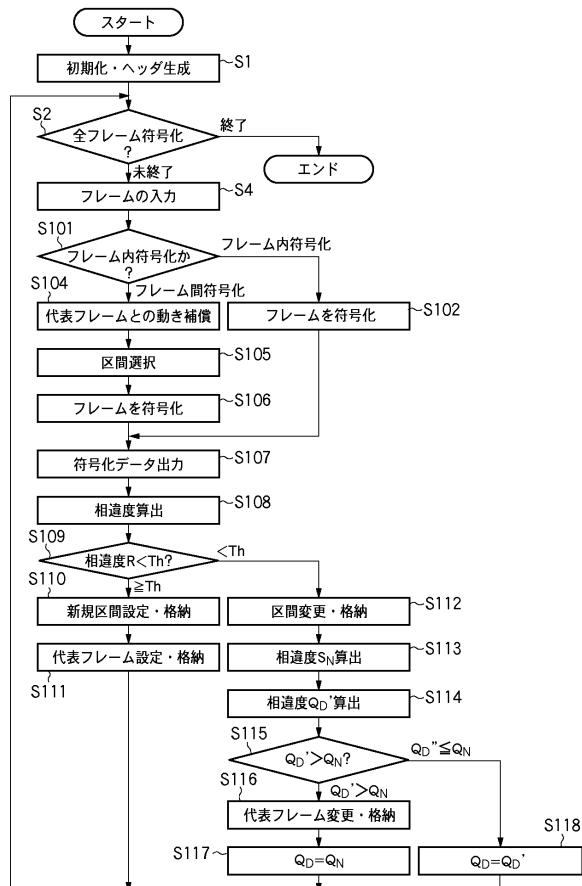 スタート
初期化・ヘッダ生成
S1
S2
全フレーム符号化
?
終了
エンド
未終了
フレームの入力
S4
S101
フレーム内符号化か
?
フレーム内符号化
フレーム間符号化
S104
代表フレームとの動き補償
フレームを符号化
S102
区間選択
S105
フレームを符号化
S106
符号化データ出力
S107
相違度算出
S108
S109
相違度R<Th?
<Th
≧Th
S110
新規区間設定・格納
区間変更・格納
S112
代表フレーム設定・格納
S111
相違度SN算出
S113
相違度QD'算出
S114
S115
QD'>QN?
QD"≦QN
QD'>QN
S116
代表フレーム変更・格納
S117
QD=QN
S118
QD=QD'